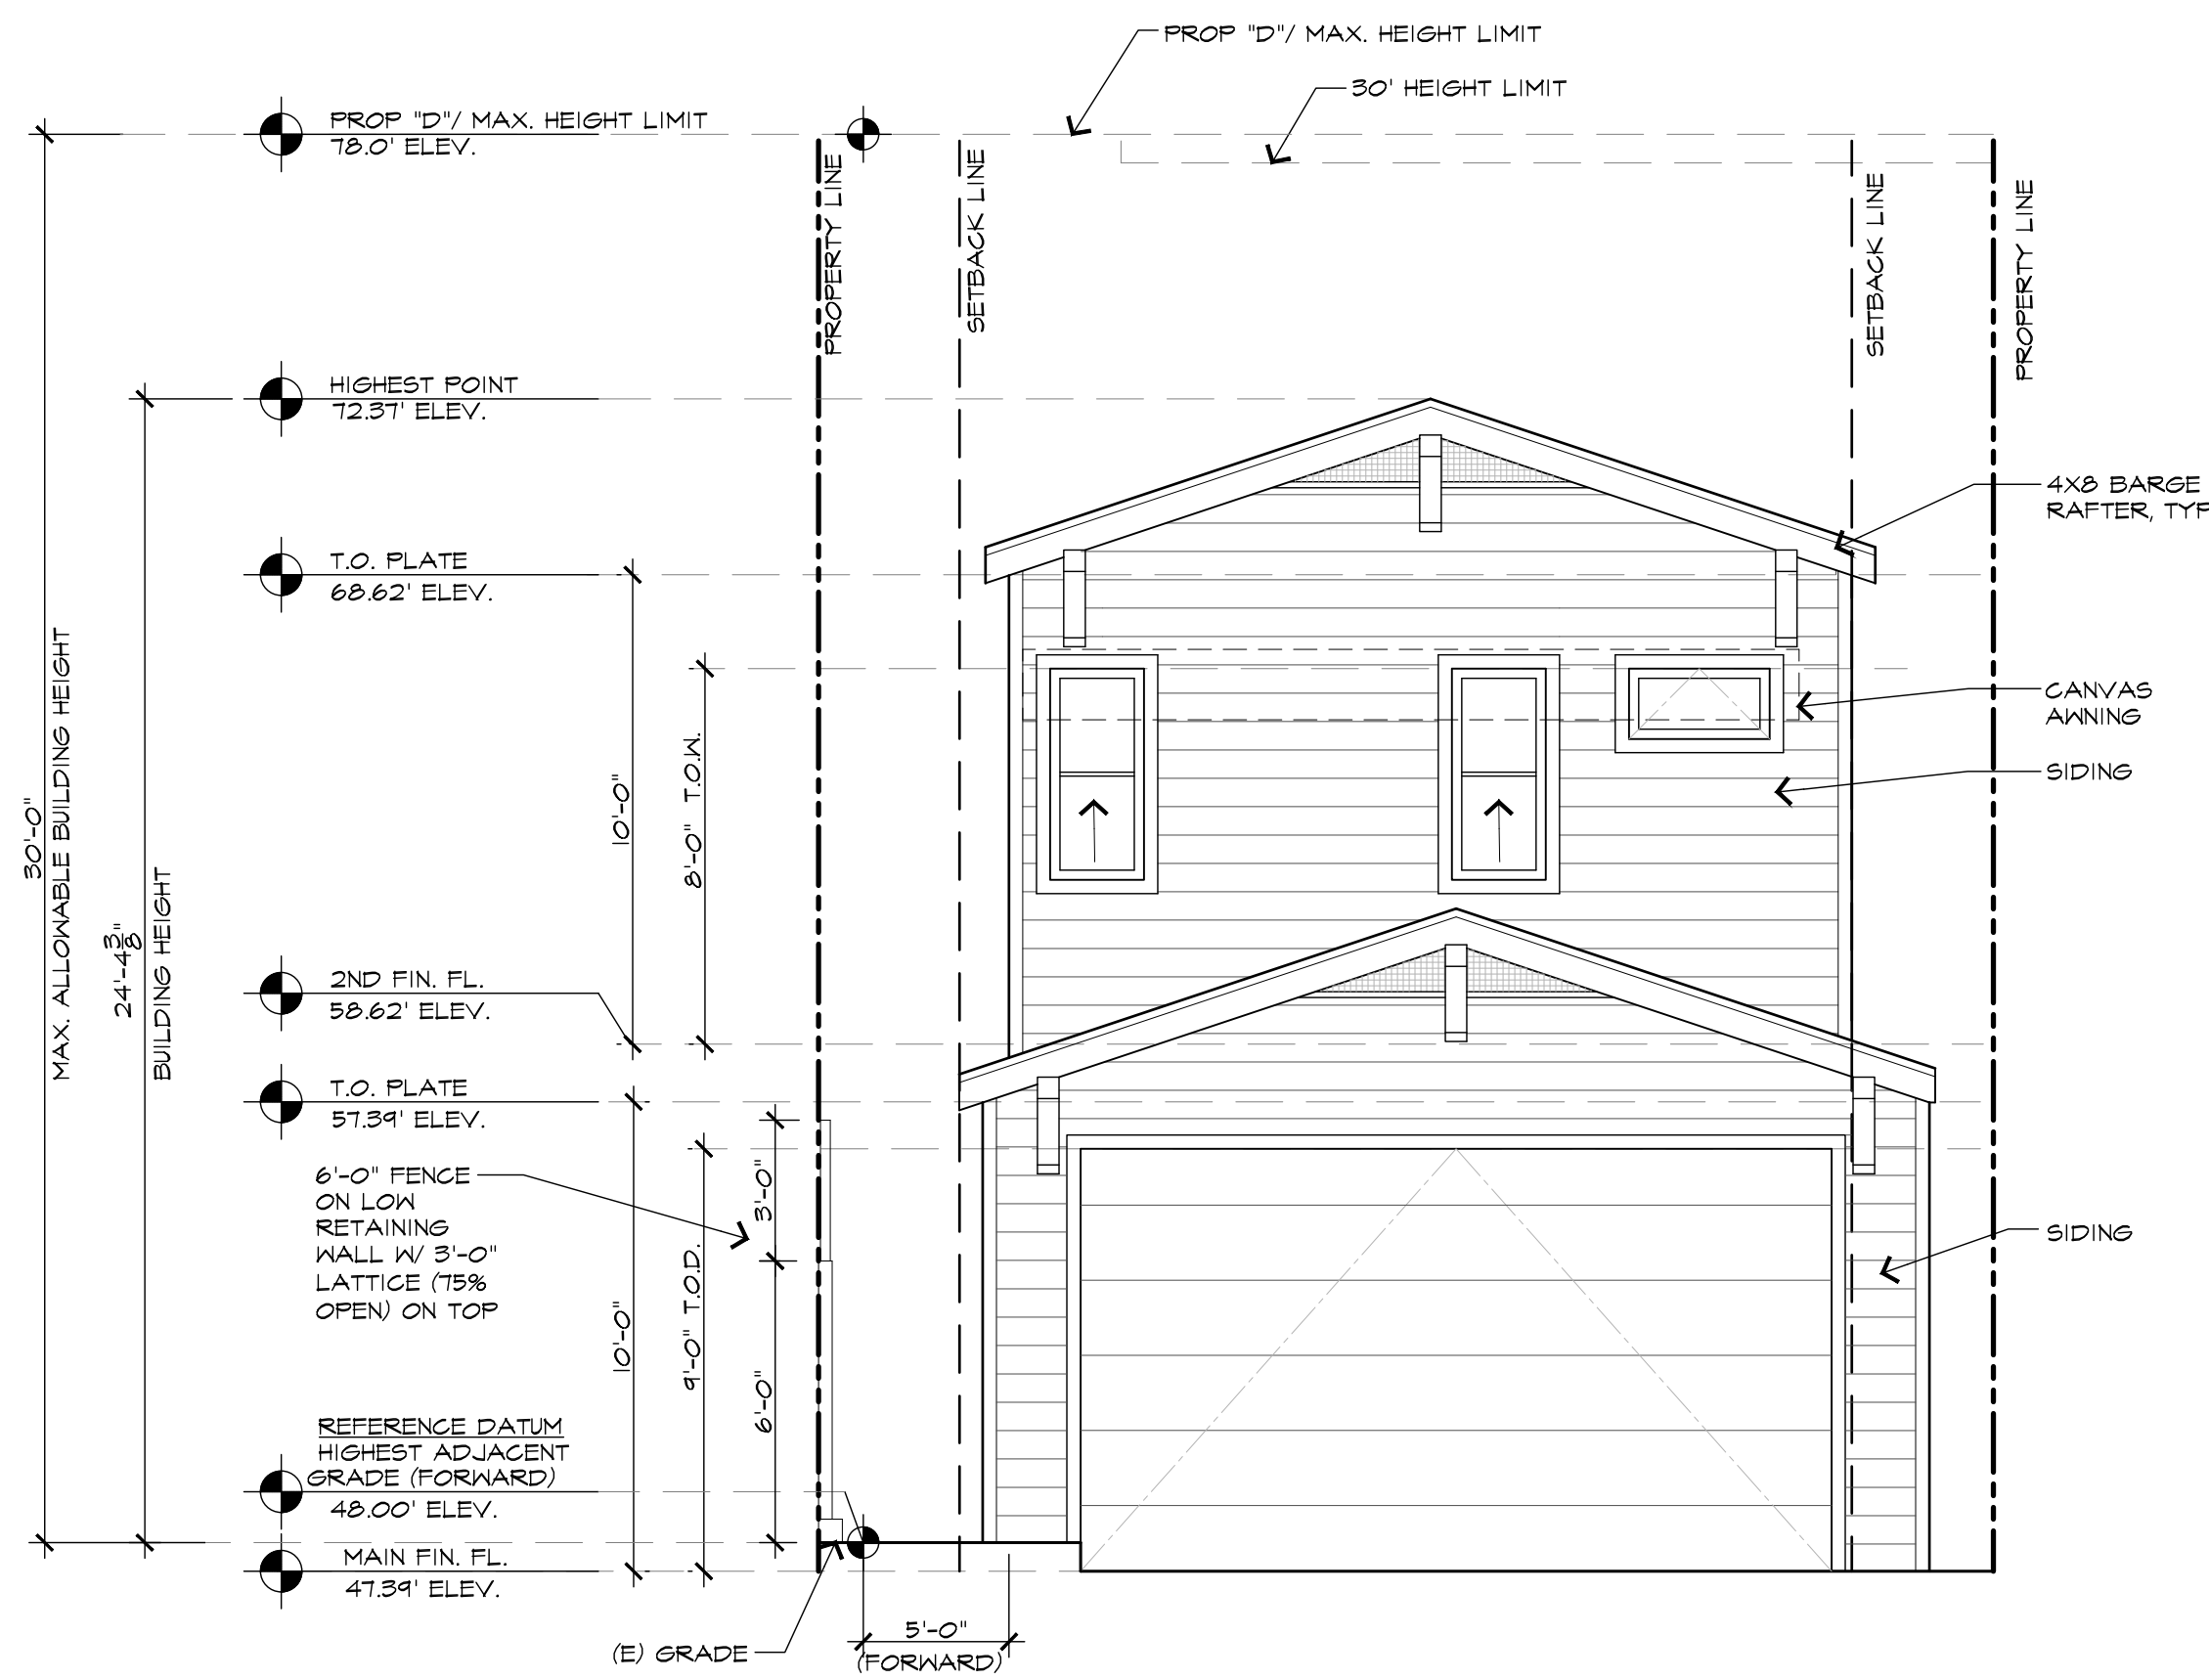 PROP "D"/ MAX. HEIGHT LIMIT
30' HEIGHT LIMIT
PROP "D"/ MAX. HEIGHT LIMIT
78.0' ELEV.
PROPERTY LINE
SETBACK LINE
SETBACK LINE
PROPERTY LINE
HIGHEST POINT
72.37' ELEV.
4X8 BARGE
RAFTER, TYP
T.O. PLATE
68.62' ELEV.
CANVAS
AWNING
SIDING
30'-0"
MAX. ALLOWABLE BUILDING HEIGHT
24'-4 3/8"
BUILDING HEIGHT
10'-0"
8'-0" T.O.W.
2ND FIN. FL.
58.62' ELEV.
T.O. PLATE
57.39' ELEV.
6'-0" FENCE
ON LOW
RETAINING
WALL W/ 3'-0"
LATTICE (75%
OPEN) ON TOP
3'-0"
10'-0"
9'-0" T.O.D.
6'-0"
SIDING
REFERENCE DATUM
HIGHEST ADJACENT
GRADE (FORWARD)
48.00' ELEV.
MAIN FIN. FL.
47.39' ELEV.
(E) GRADE
5'-0"
(FORWARD)